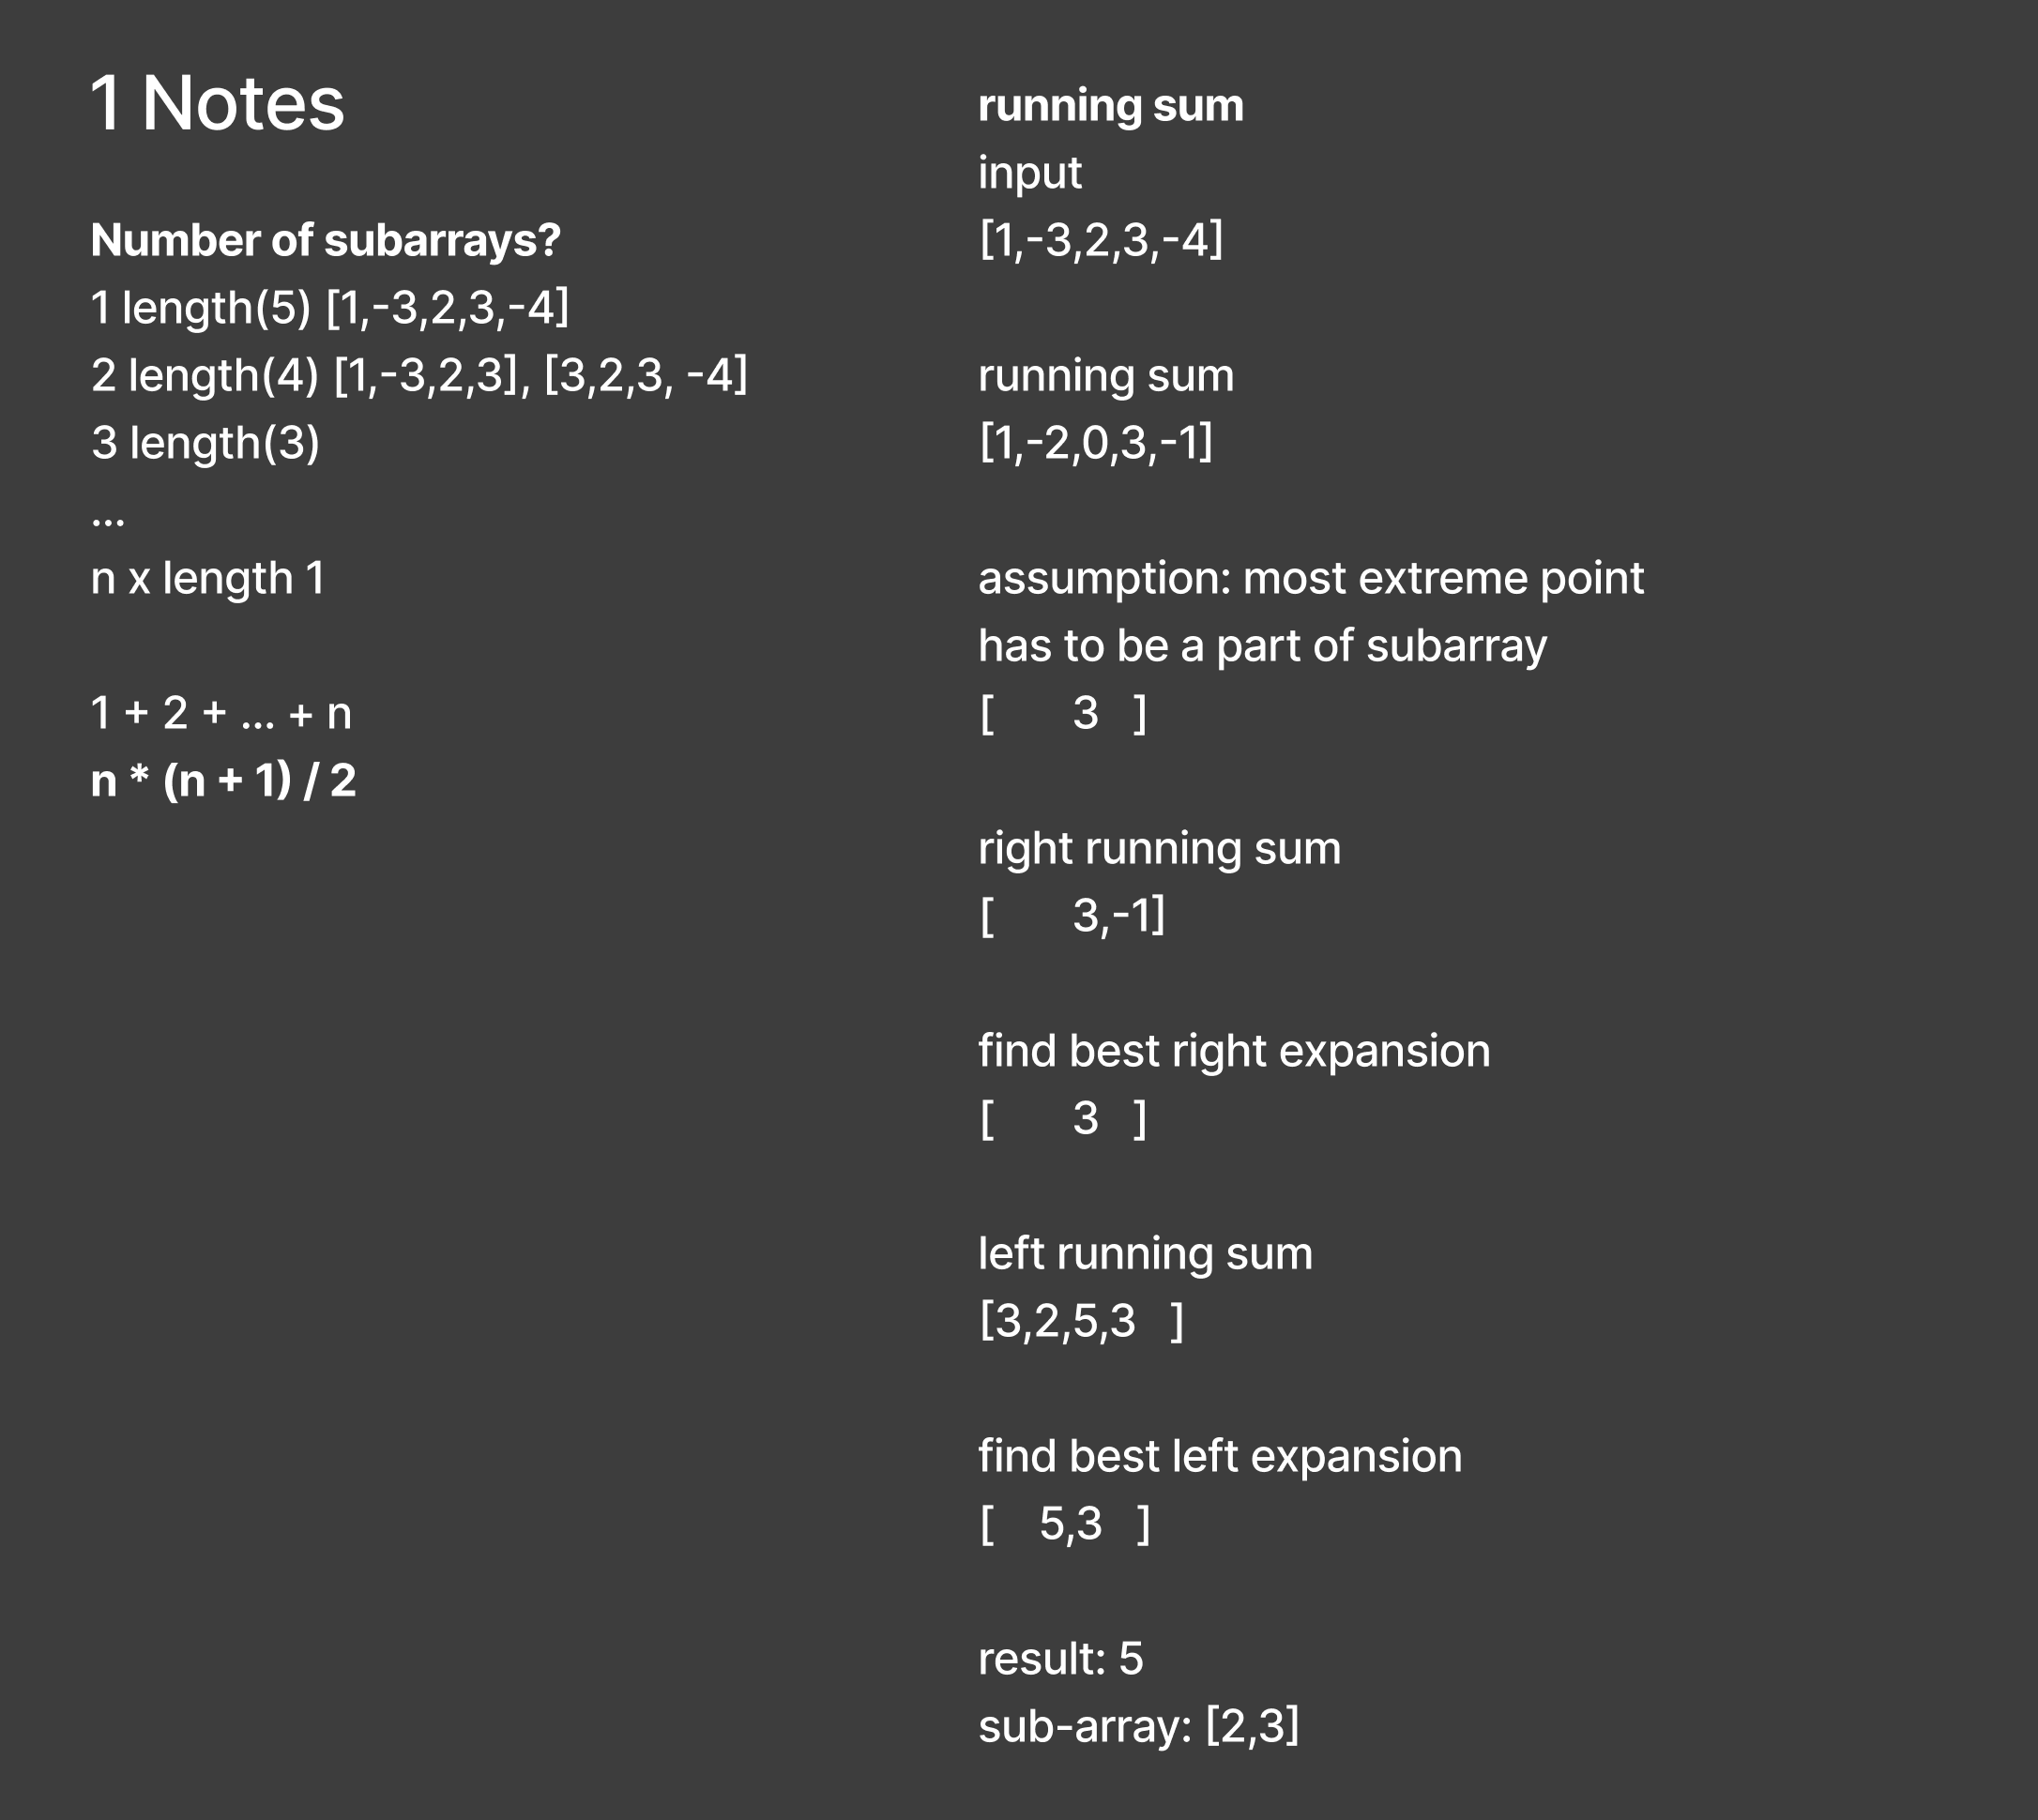 1 Notes
Number of subarrays?
1 length(5) [1,-3,2,3,-4]
2 length(4) [1,-3,2,3], [3,2,3, -4]
3 length(3)
...
n x length 1
1 + 2 + ... + n
n * (n + 1) / 2
running sum
input
[1,-3,2,3,-4]
running sum
[1,-2,0,3,-1]
assumption: most extreme point
has to be a part of subarray
[ 3 ]
right running sum
[ 3,-1]
find best right expansion
[ 3 ]
left running sum
[3,2,5,3 ]
find best left expansion
[ 5,3 ]
result: 5
sub-array: [2,3]